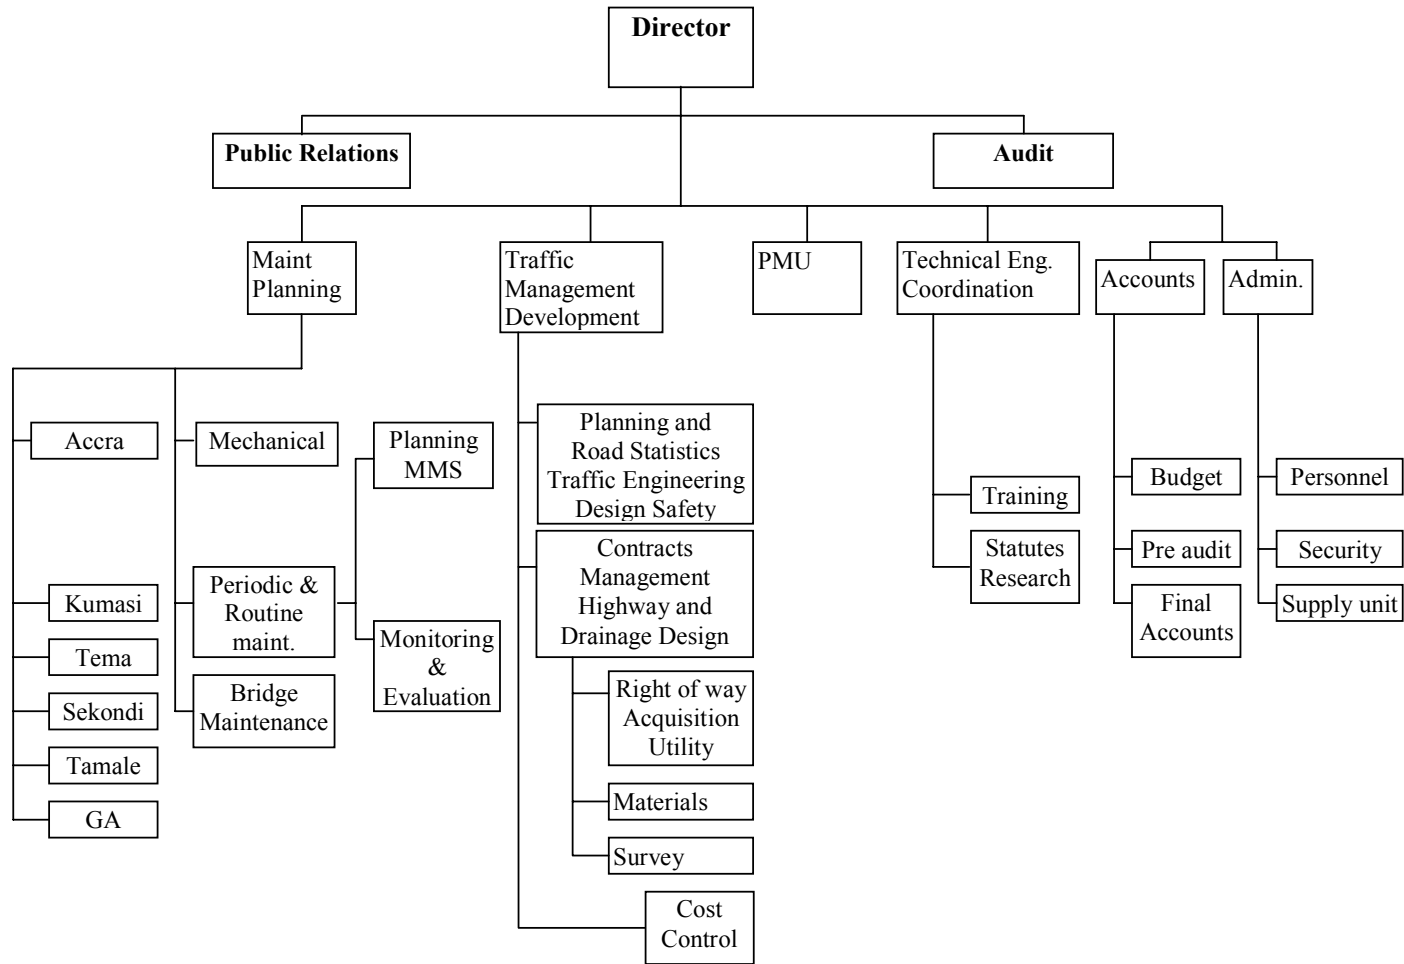 Director
Public Relations
Audit
Maint
Planning
Traffic
Management
Development
PMU
Technical Eng.
Coordination
Accounts
Admin.
Accra
Kumasi
Tema
Sekondi
Tamale
GA
Mechanical
Periodic &
Routine
maint.
Bridge
Maintenance
Planning
MMS
Monitoring
&
Evaluation
Planning and
Road Statistics
Traffic Engineering
Design Safety
Contracts
Management
Highway and
Drainage Design
Right of way
Acquisition
Utility
Materials
Survey
Cost
Control
Training
Statutes
Research
Budget
Pre audit
Final
Accounts
Personnel
Security
Supply unit